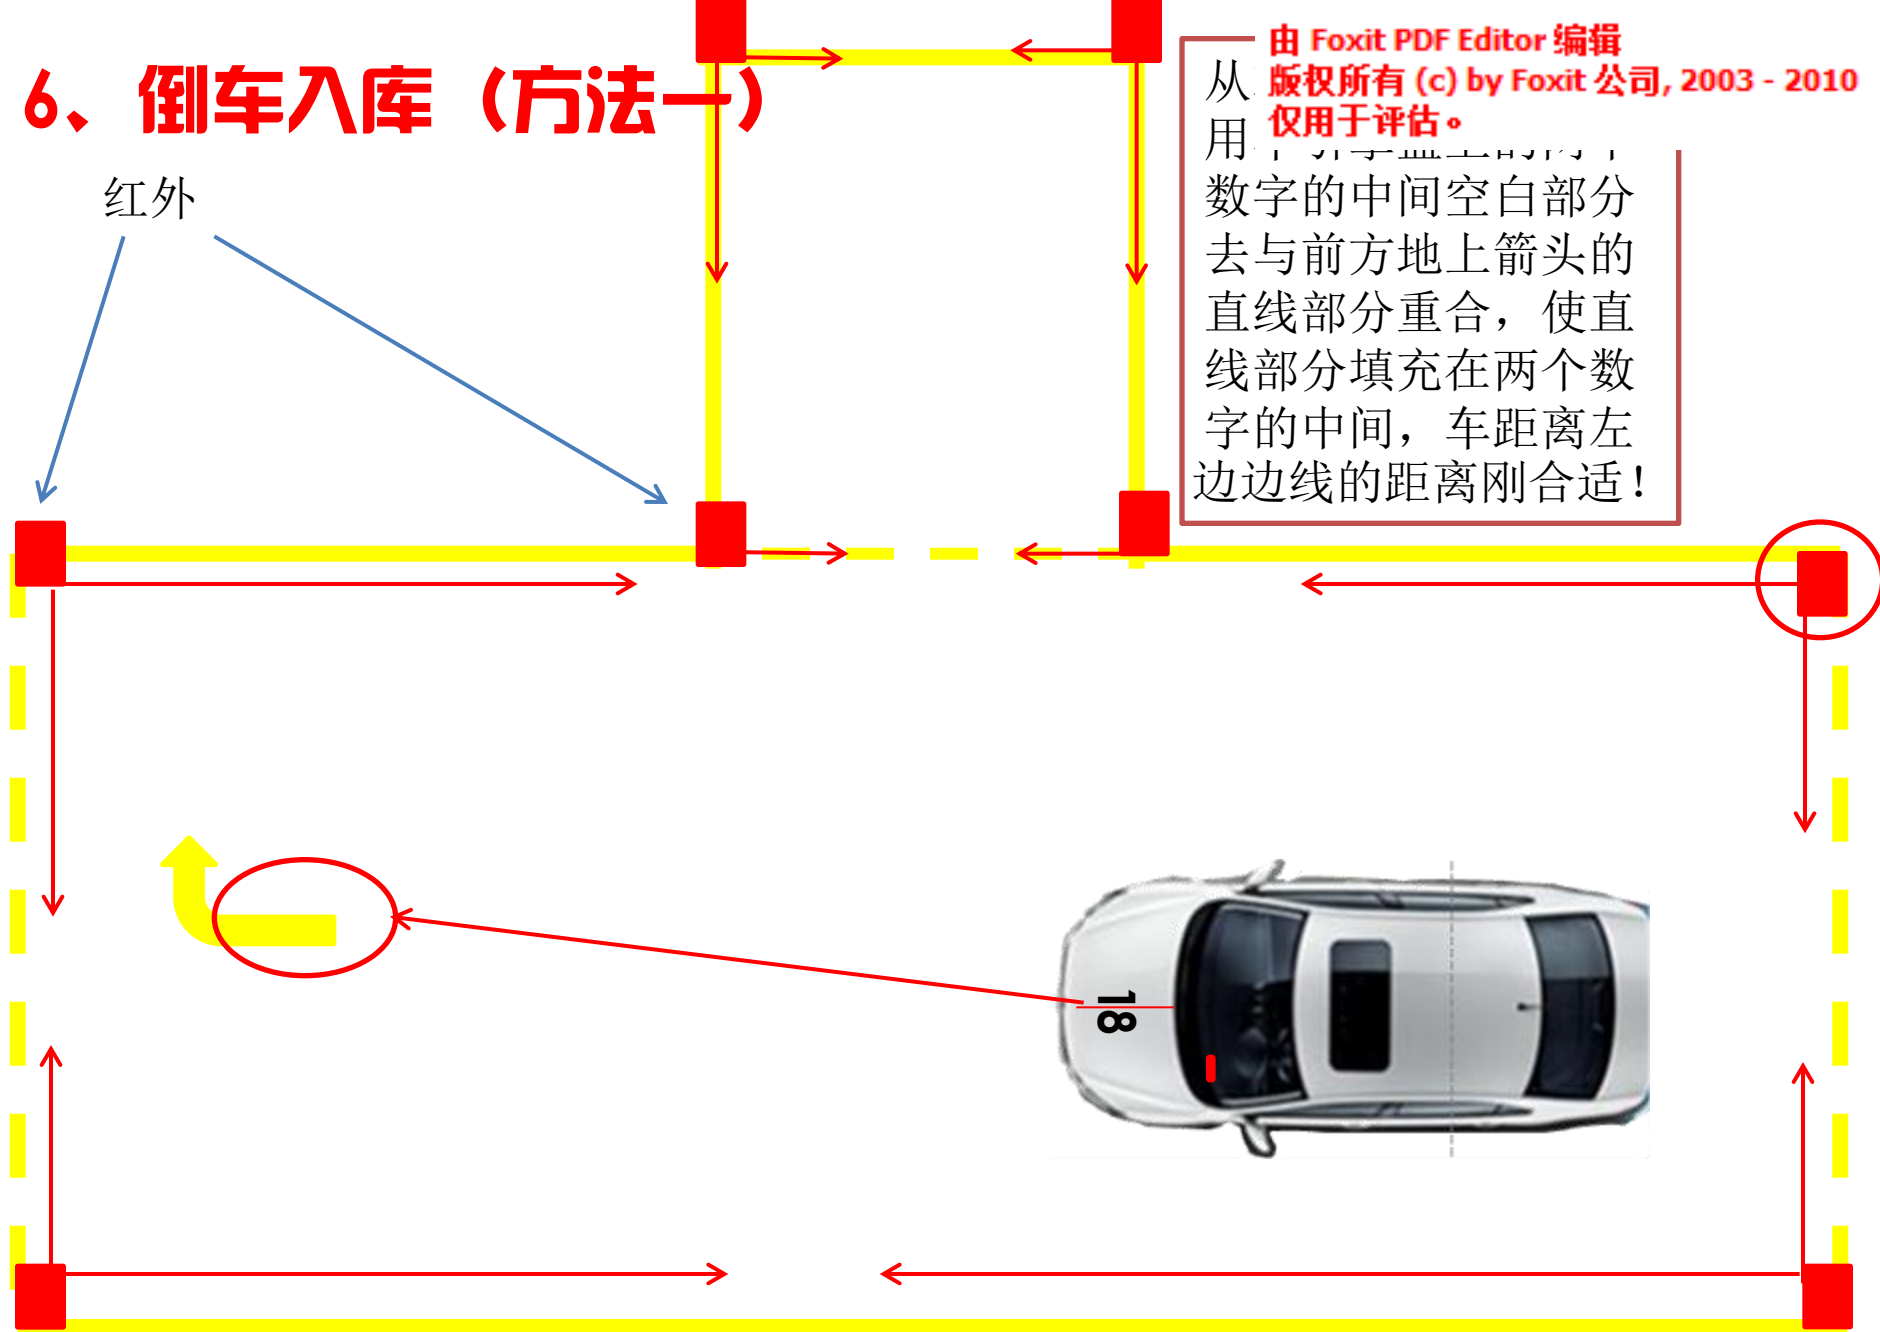 6、倒车入库（方法一）
由 Foxit PDF Editor 编辑
版权所有 (c) by Foxit 公司, 2003 - 2010
仅用于评估。
红外
从
用
数字的中间空白部分
去与前方地上箭头的
直线部分重合，使直
线部分填充在两个数
字的中间，车距离左
边边线的距离刚合适！
18